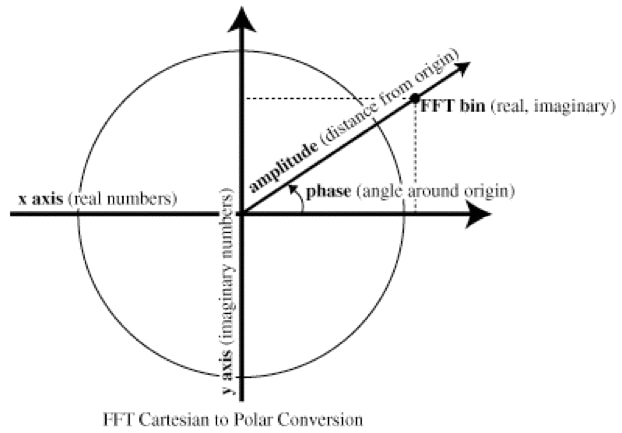 amplitude (distance from origin)
FFT bin (real, imaginary)
phase (angle around origin)
x axis (real numbers)
y axis (imaginary numbers)
FFT Cartesian to Polar Conversion